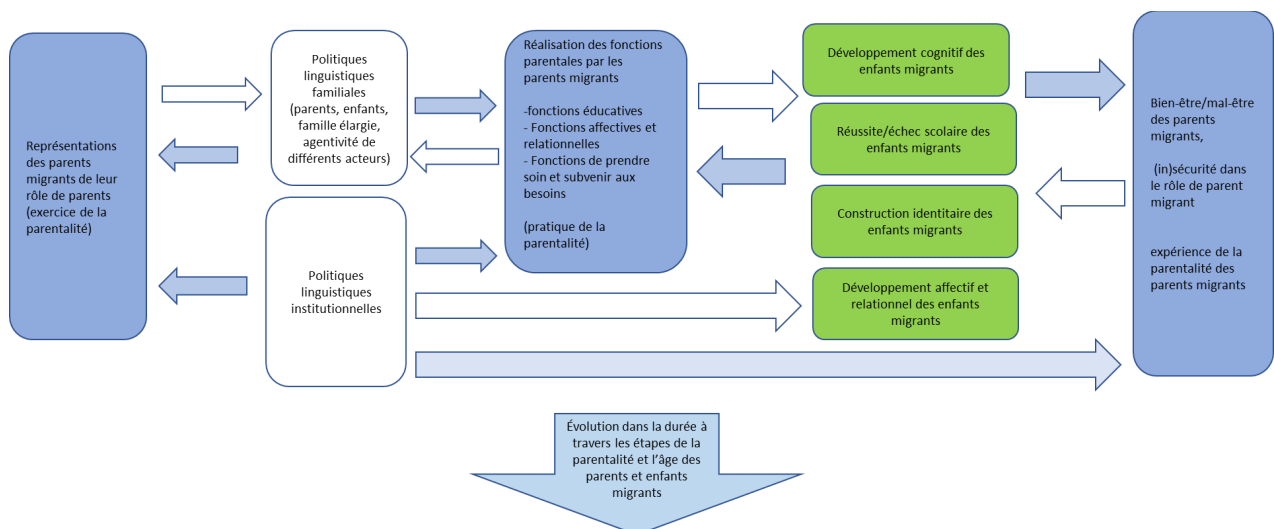 Représentations
des parents
migrants de leur
rôle de parents
(exercice de la
parentalité)
Politiques
linguistiques
familiales
(parents, enfants,
famille élargie,
agentivité de
différents acteurs)
Politiques
linguistiques
institutionnelles
Réalisation des fonctions
parentales par les
parents migrants
-fonctions éducatives
- Fonctions affectives et
relationnelles
- Fonctions de prendre
soin et subvenir aux
besoins
(pratique de la
parentalité)
Développement cognitif des
enfants migrants
Réussite/échec scolaire des
enfants migrants
Construction identitaire des
enfants migrants
Développement affectif et
relationnel des enfants
migrants
Bien-être/mal-être
des parents
migrants,
(in)sécurité dans
le rôle de parent
migrant
expérience de la
parentalité des
parents migrants
Évolution dans la durée à
travers les étapes de la
parentalité et l’âge des
parents et enfants
migrants